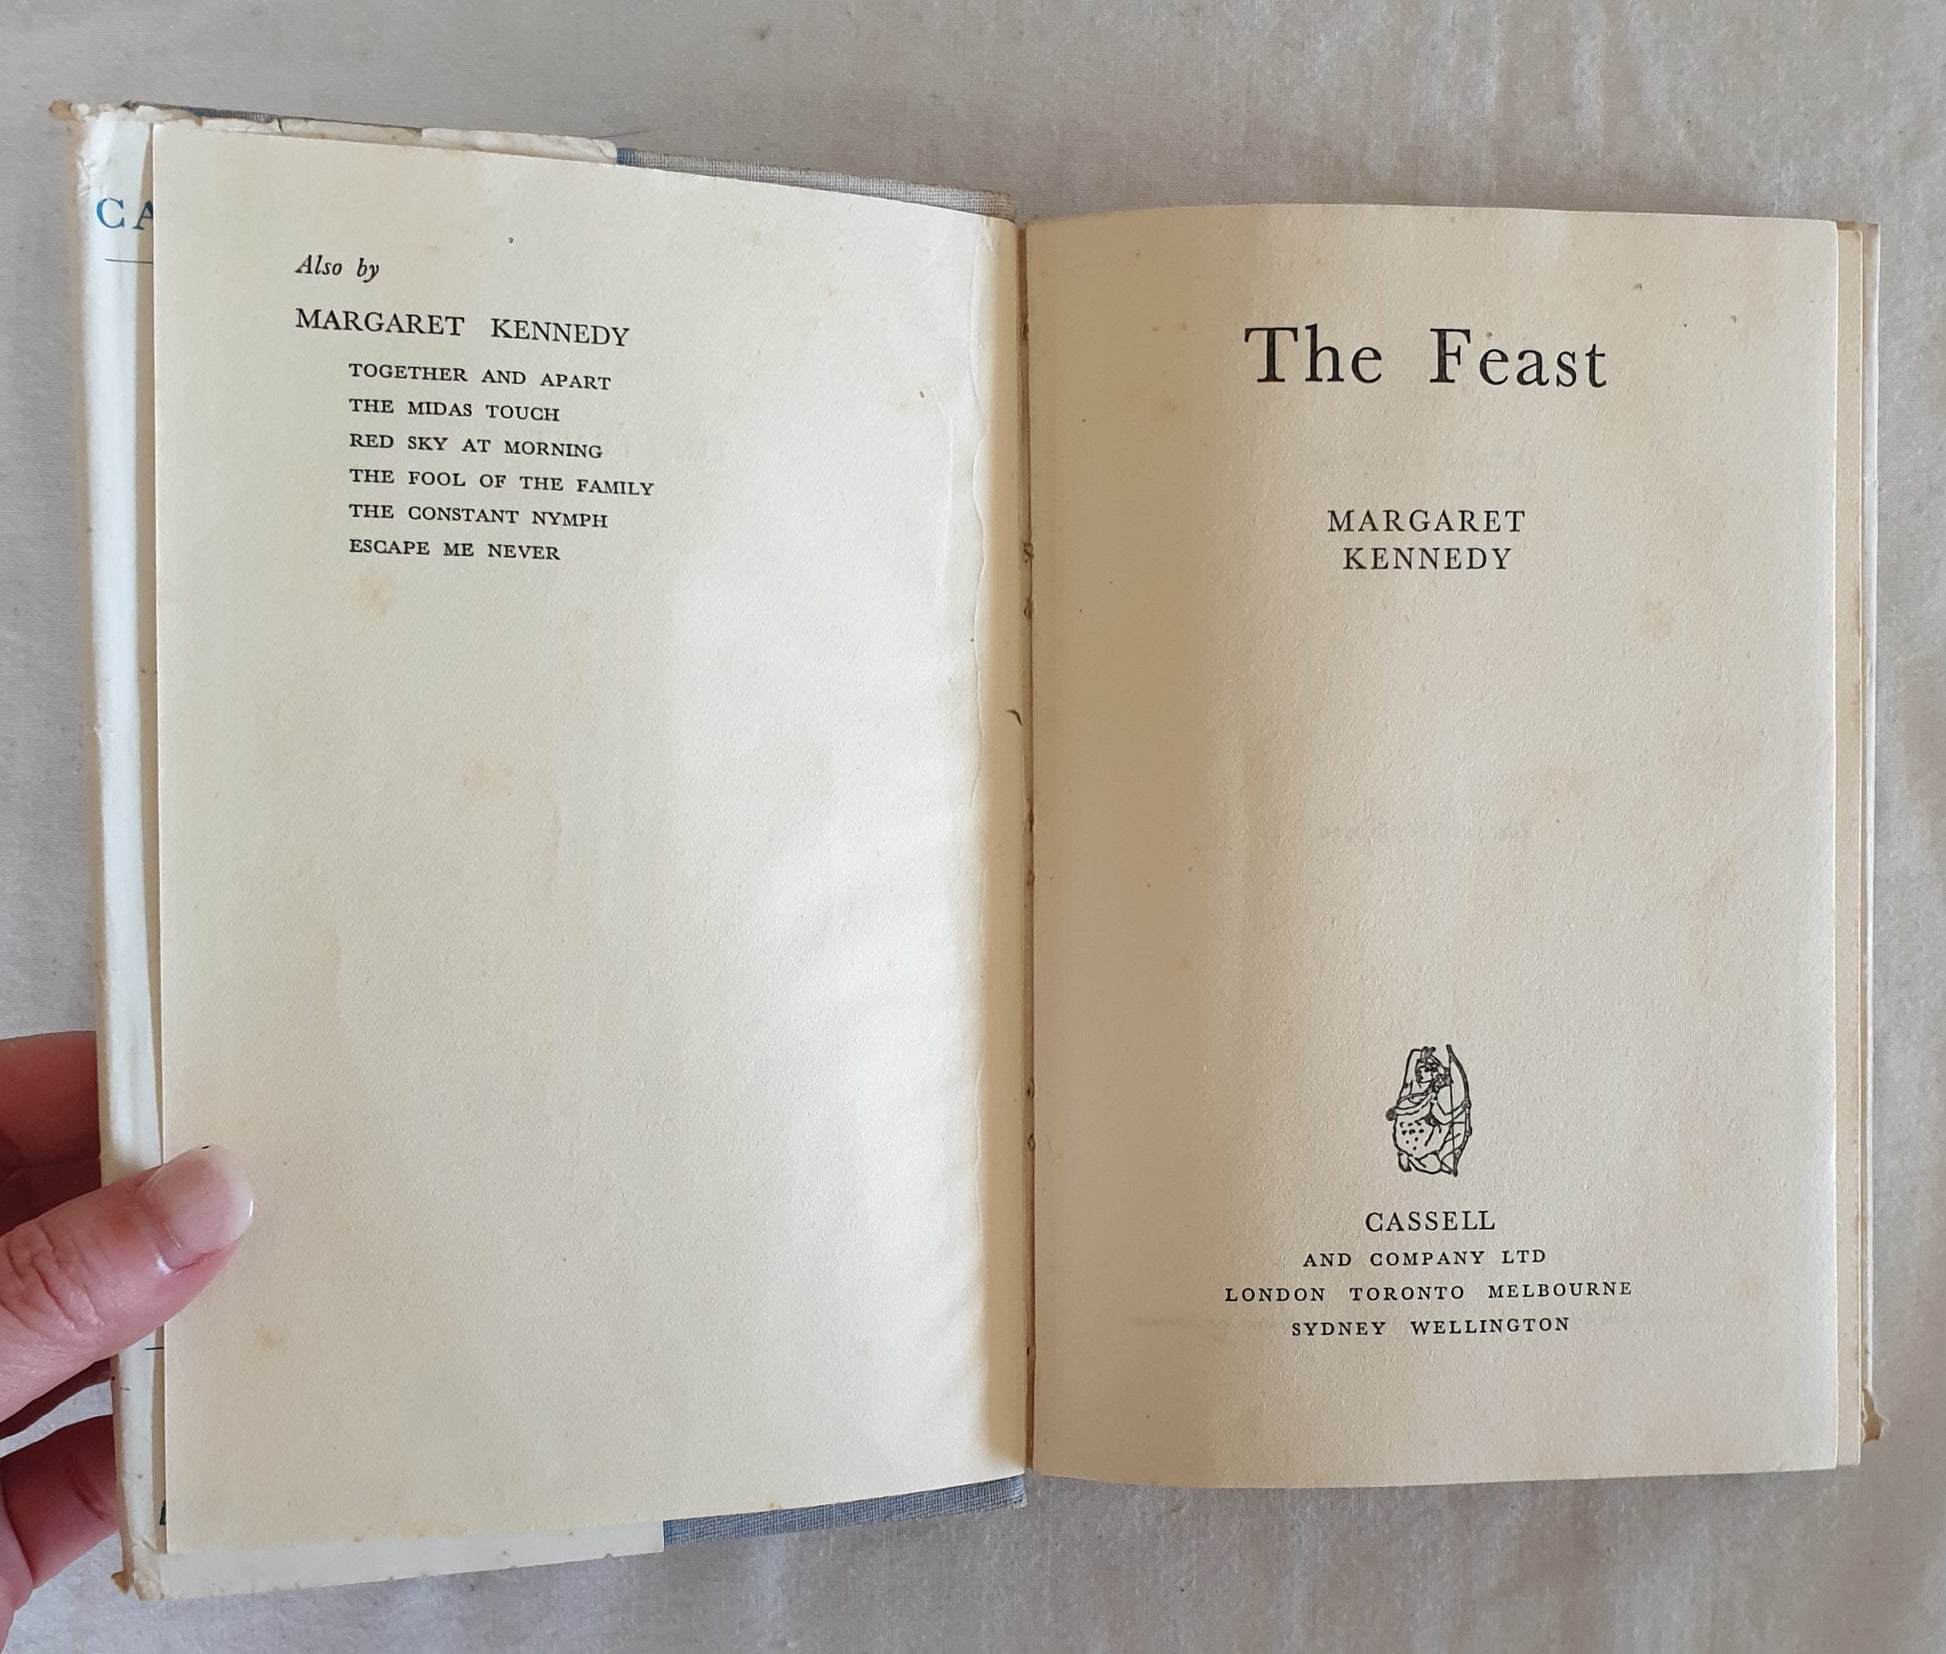 CA
Also by
MARGARET KENNEDY
TOGETHER AND APART
THE MIDAS TOUCH
RED SKY AT MORNING
THE FOOL OF THE FAMILY
THE CONSTANT NYMPH
ESCAPE ME NEVER
The Feast
MARGARET
KENNEDY
CASSELL
AND COMPANY LTD
LONDON TORONTO MELBOURNE
SYDNEY WELLINGTON